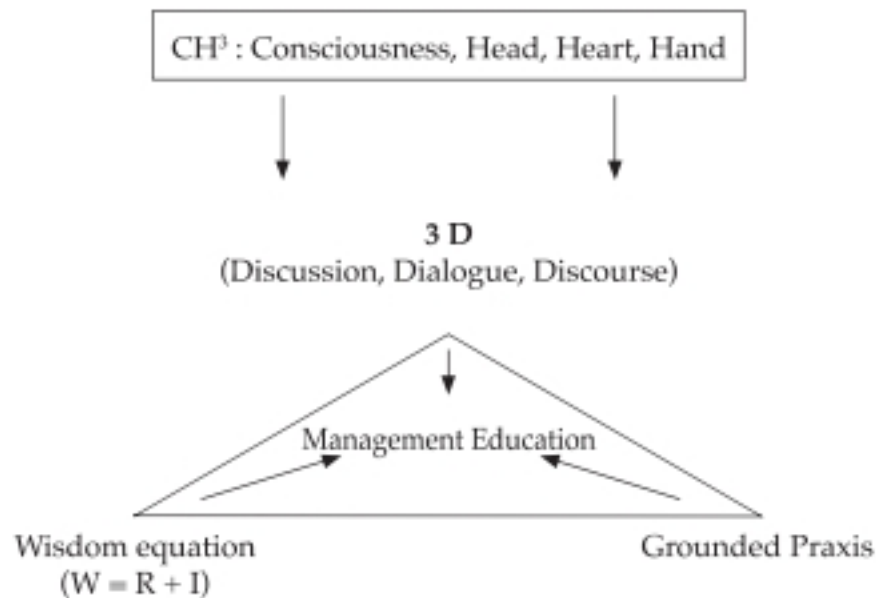 CH³ : Consciousness, Head, Heart, Hand
3 D
(Discussion, Dialogue, Discourse)
Management Education
Wisdom equation
(W = R + I)
Grounded Praxis